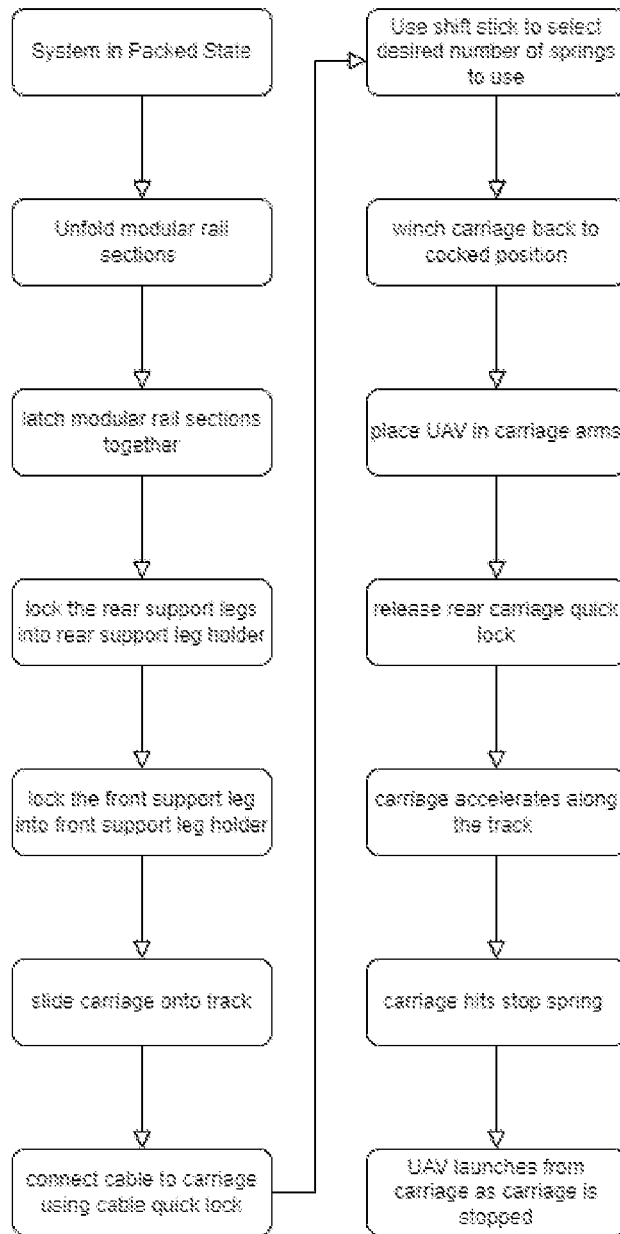 System in Packed State
Unfold modular rail
sections
latch modular rail sections
together
lock the rear support legs
into rear support leg holder
lock the front support leg
into front support leg holder
slide carriage onto track
connect cable to carriage
using cable quick lock
Use shift stick to select
desired number of springs
to use
winch carriage back to
cocked position
place UAV in carriage arms
release rear carriage quick
lock
carriage accelerates along
the track
carriage hits stop spring
UAV launches from
carriage as carriage is
stopped